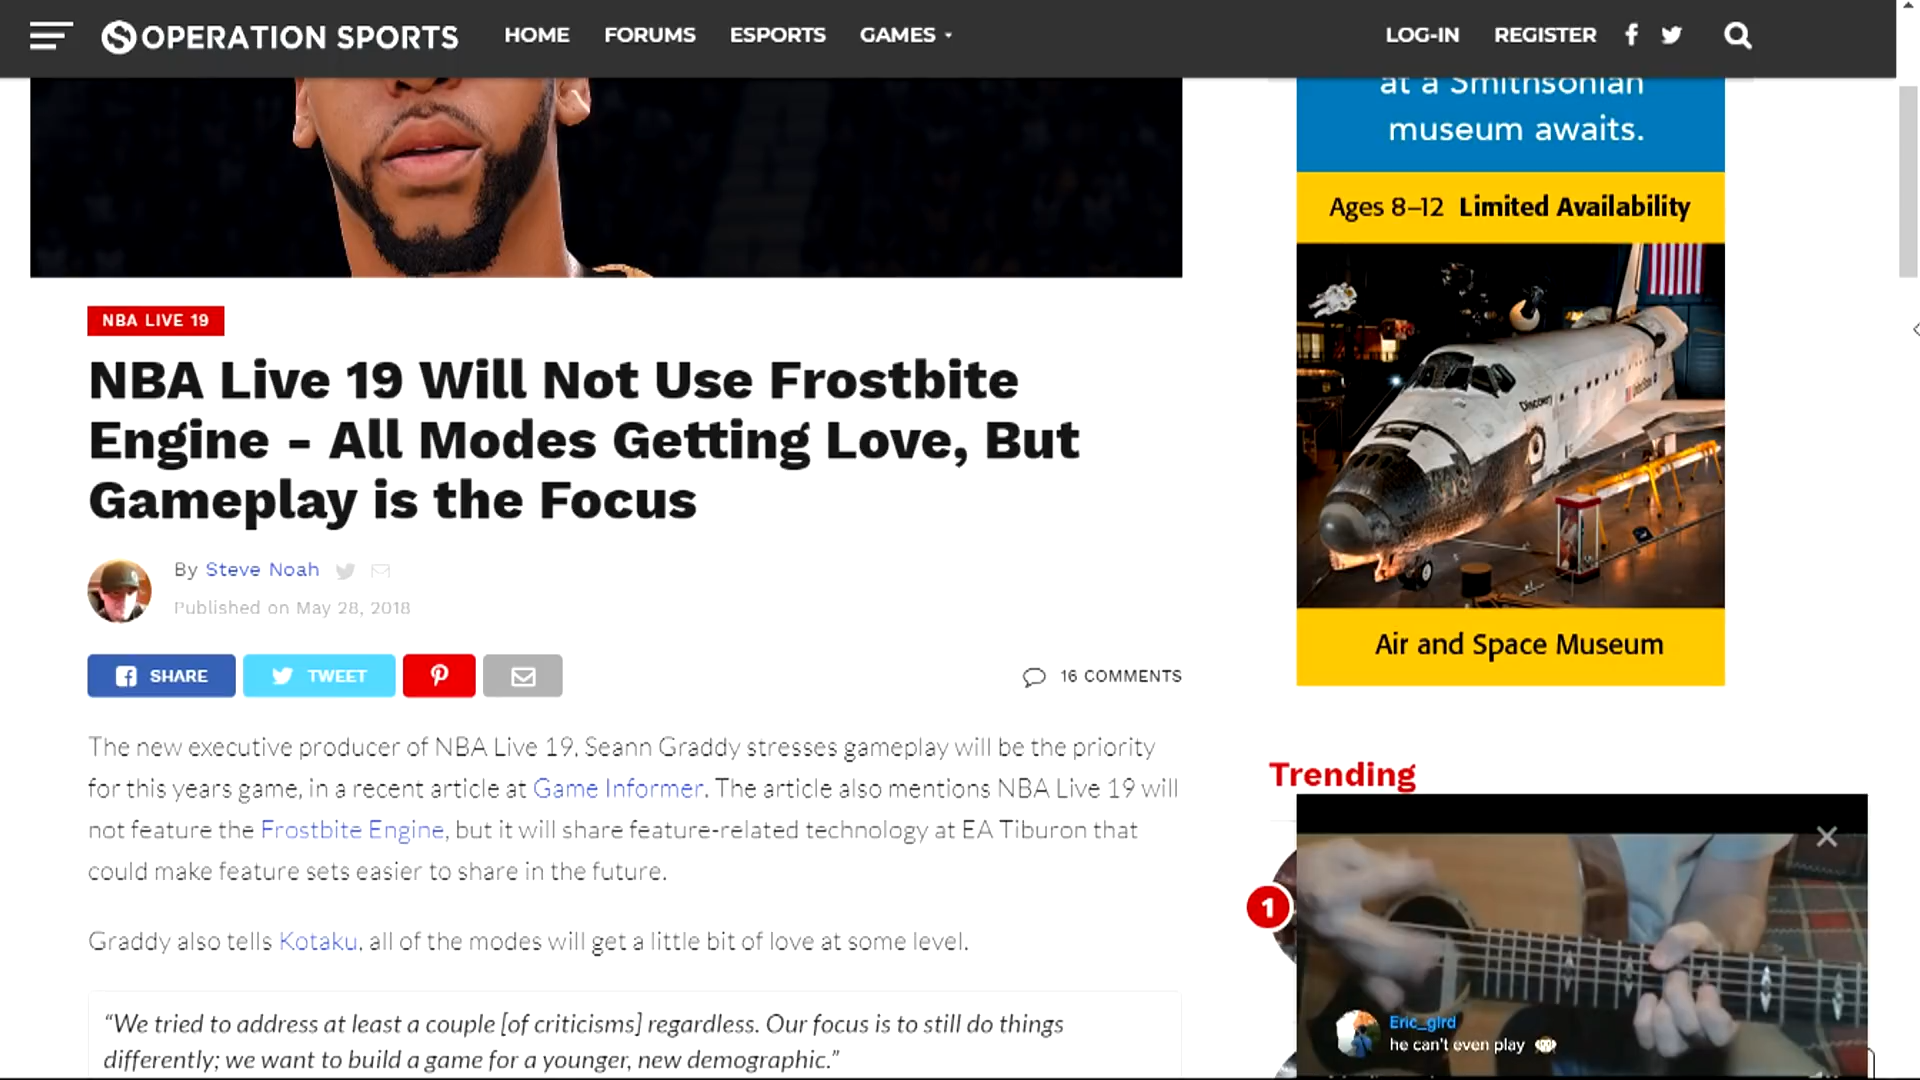 OPERATION SPORTS
HOME
FORUMS
ESPORTS
GAMES
LOG-IN
REGISTER
at a Smithsonian
museum awaits.
Ages 8–12 Limited Availability
Discovery
Air and Space Museum
NBA LIVE 19
NBA Live 19 Will Not Use Frostbite
Engine - All Modes Getting Love, But
Gameplay is the Focus
By Steve Noah
Published on May 28, 2018
SHARE
TWEET
16 COMMENTS
The new executive producer of NBA Live 19, Seann Graddy stresses gameplay will be the priority
for this years game, in a recent article at Game Informer. The article also mentions NBA Live 19 will
not feature the Frostbite Engine, but it will share feature-related technology at EA Tiburon that
could make feature sets easier to share in the future.
Graddy also tells Kotaku, all of the modes will get a little bit of love at some level.
“We tried to address at least a couple [of criticisms] regardless. Our focus is to still do things
differently; we want to build a game for a younger, new demographic.”
Trending
1
Eric_glrd
he can't even play